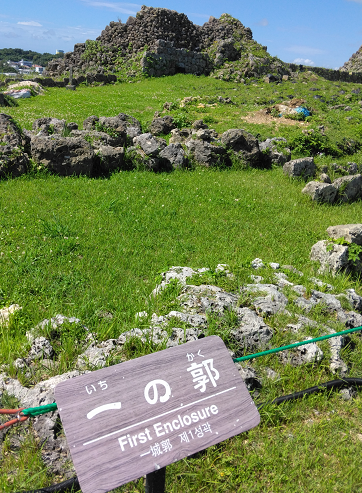 いち かく
一の郭
First Enclosure
一城郭 제1성곽